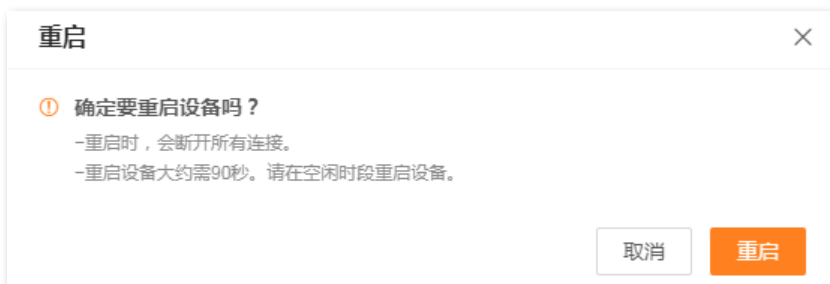 重启
确定要重启设备吗？
-重启时，会断开所有连接。
-重启设备大约需90秒。请在空闲时段重启设备。
取消
重启